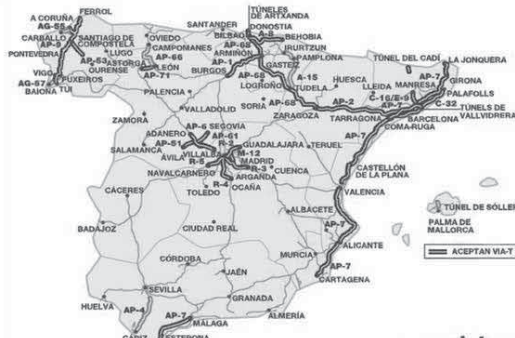 FERROL
A CORUÑA
AG-55
CARBALLO
AP-9
PONTEVEDRA
SANTIAGO DE
COMPOSTELA
LUGO
AP-53
OURENSE
VIGO
AG-57
PUXEIROS
BAIONA
TUI
OVIEDO
CAMPOMANES
AP-66
ASTORGA
LEÓN
AP-71
SANTANDER
BILBAO
AP-68
ARMIÑÓN
AP-1
BURGOS
TÚNELES
DE ARTXANDA
DONOSTIA
A-8
BEHOBIA
IRURTZUN
GASTEIZ
PAMPLONA
AP-68
LOGROÑO
A-15
TUDELA
HUESCA
TÚNEL DEL CADÍ
LA JONQUERA
AP-7
GIRONA
LLEIDA
MANRESA
PALAFOLLS
C-16/E-9
AP-7
C-32
PALENCIA
SORIA
AP-68
AP-2
ZARAGOZA
TARRAGONA
BARCELONA
TÚNELS DE
VALLVIDRERA
COMA-RUGA
VALLADOLID
ZAMORA
AP-6
SEGOVIA
ADANERO
AP-61
AP-51
R-2
GUADALAJARA
TERUEL
AP-7
SALAMANCA
ÁVILA
VILLALBA
M-12
MADRID
R-5
R-3
NAVALCARNERO
ARGANDA
CUENCA
CASTELLÓN
DE LA PLANA
R-4
OCAÑA
TOLEDO
CÁCERES
VALENCIA
TÚNEL DE SÓLLER
PALMA DE
MALLORCA
ALBACETE
BADAJOZ
CIUDAD REAL
AP-7
ALICANTE
ACEPTAN VIA-T
MURCIA
CÓRDOBA
AP-7
JAÉN
CARTAGENA
SEVILLA
HUELVA
GRANADA
AP-4
AP-7
MÁLAGA
ALMERÍA
CÁDIZ
ESTEPONA